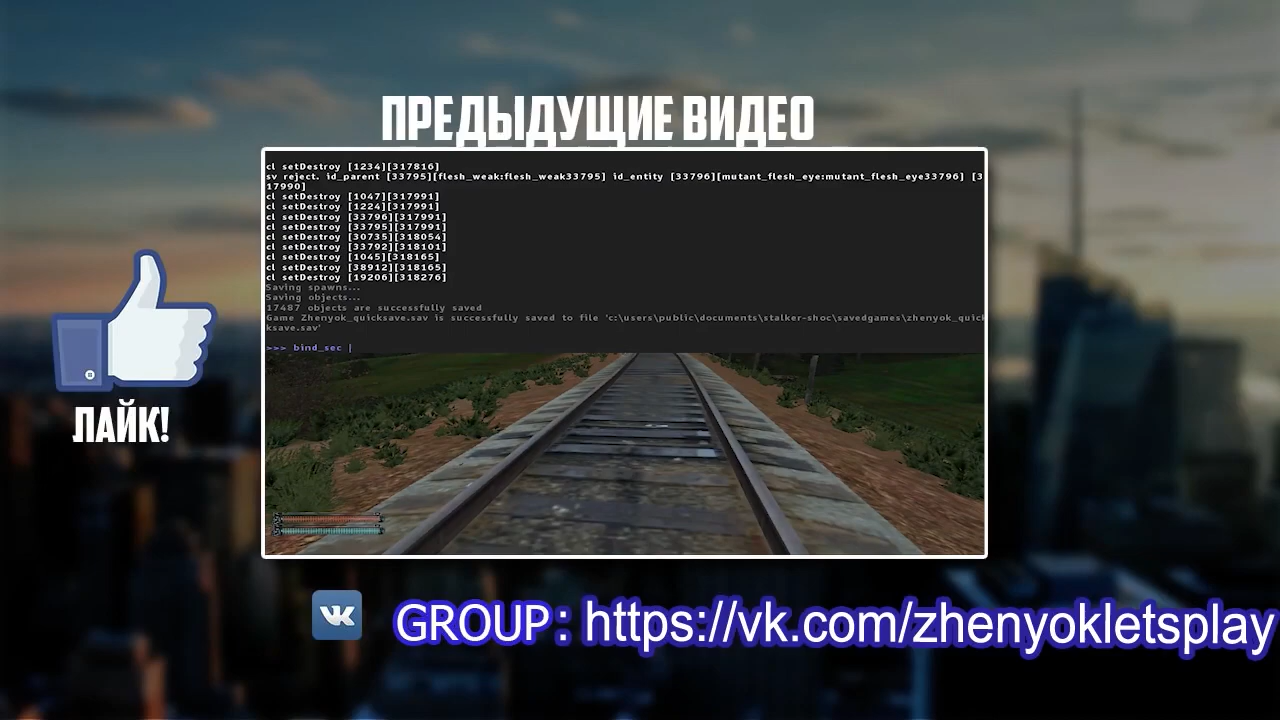 ПРЕДЫДУЩИЕ ВИДЕО
cl setDestroy [1234][317816]
sv reject. id_parent [33795][flesh_weak:flesh_weak33795] id_entity [33796][mutant_flesh_eye:mutant_flesh_eye33796] [3
17990]
cl setDestroy [1047][317991]
cl setDestroy [1224][317991]
cl setDestroy [33796][317991]
cl setDestroy [33795][317991]
cl setDestroy [30735][318054]
cl setDestroy [33792][318101]
cl setDestroy [1045][318165]
cl setDestroy [38912][318165]
cl setDestroy [19206][318276]
Saving spawns...
Saving objects...
17487 objects are successfully saved
Game Zhenyok_quicksave.sav is successfully saved to file 'c:\users\public\documents\stalker-shoc\savedgames\zhenyok_quic
ksave.sav'
>>> bind_sec |
ЛАЙК!
GROUP: https://vk.com/zhenyokletsplay